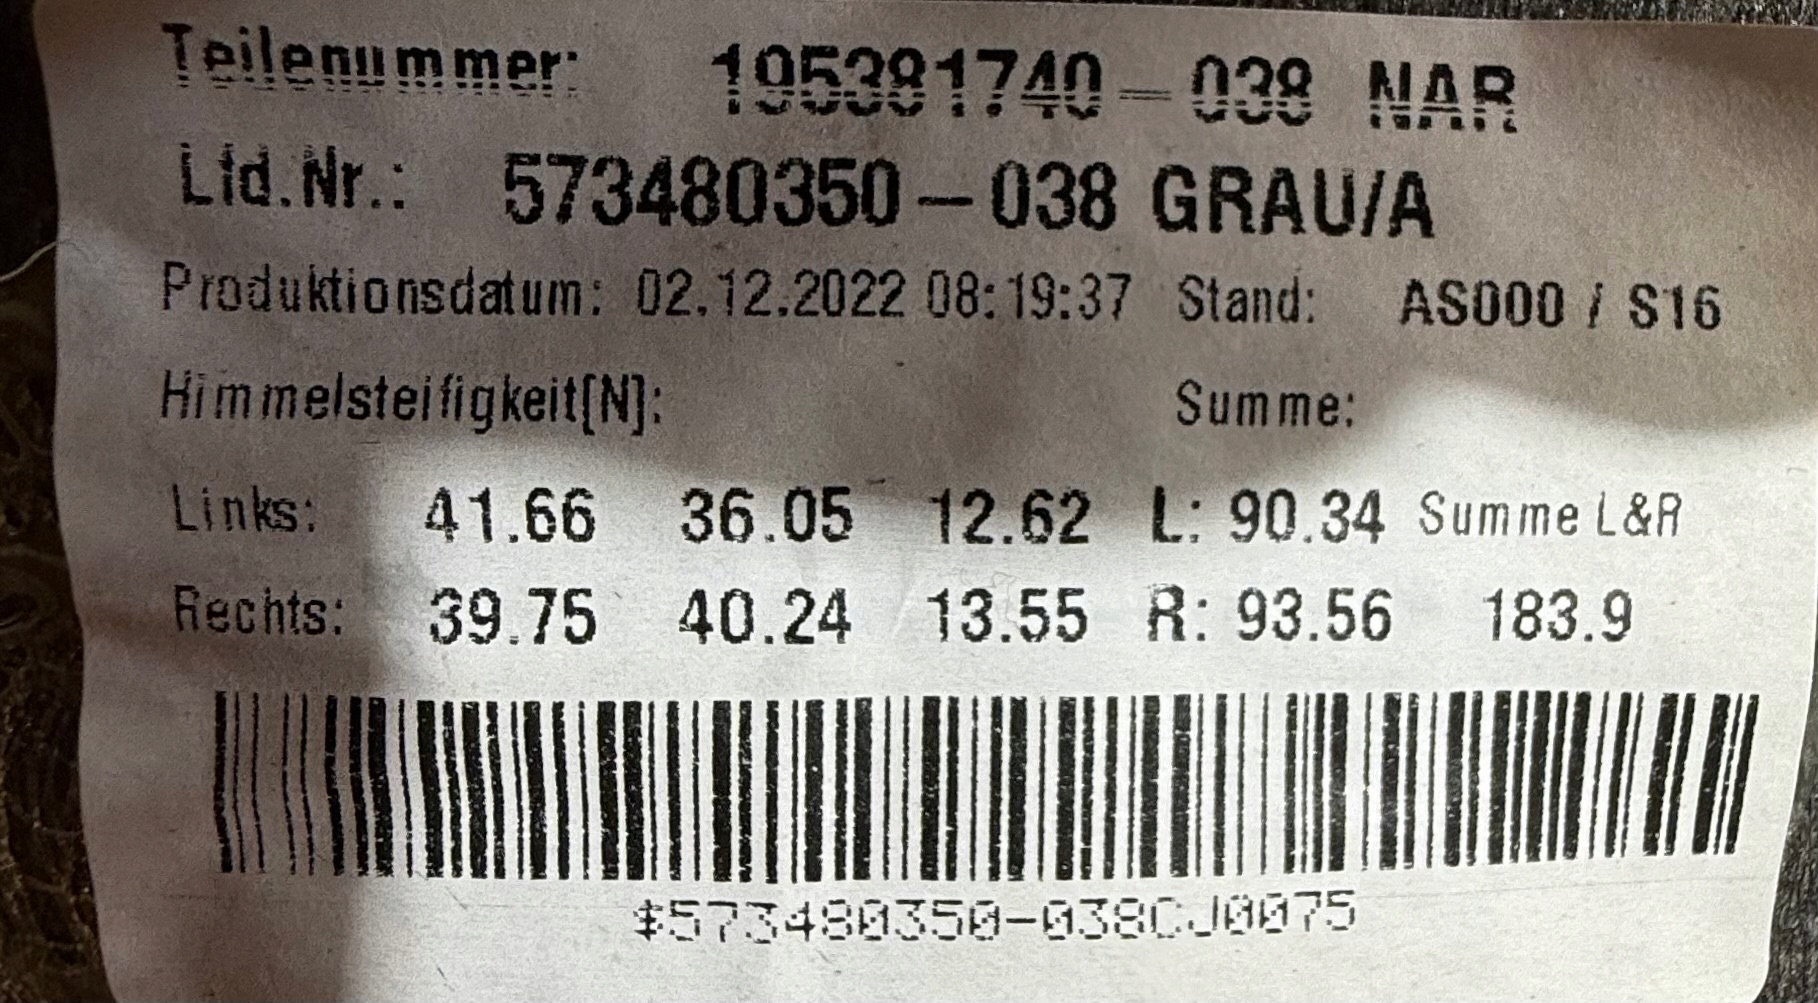 Teilenummer: 195381740-038 NAR
Lfd.Nr.: 573480350-038 GRAU/A
Produktionsdatum: 02.12.2022 08:19:37 Stand: AS000 / S16
Himmelsteifigkeit[N]: Summe:
Links: 41.66 36.05 12.62 L: 90.34 Summe L&R
Rechts: 39.75 40.24 13.55 R: 93.56 183.9
$573480350-038CJ0075